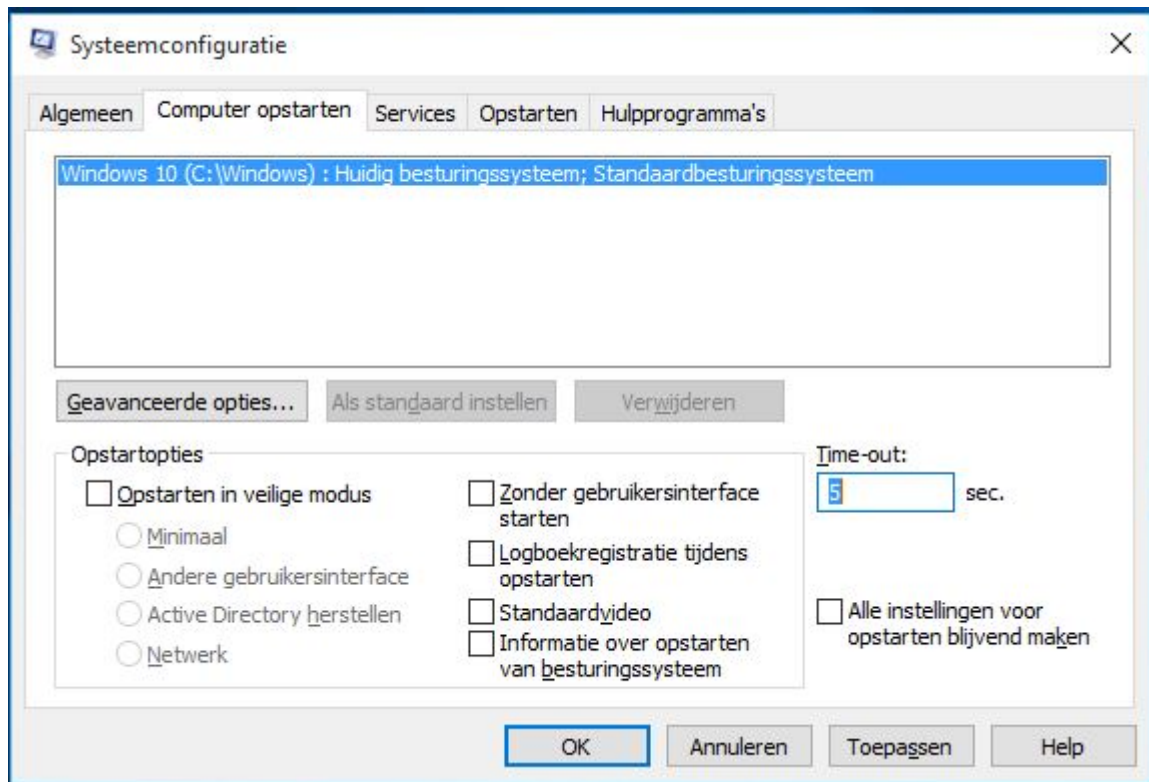 Systeemconfiguratie
Algemeen Computer opstarten Services Opstarten Hulpprogramma's
Windows 10 (C:\Windows) : Huidig besturingssysteem; Standaardbesturingssysteem
Geavanceerde opties... Als standaard instellen Verwijderen
Opstartopties
Opstarten in veilige modus
Minimaal
Andere gebruikersinterface
Active Directory herstellen
Netwerk
Zonder gebruikersinterface
starten
Logboekregistratie tijdens
opstarten
Standaardvideo
Informatie over opstarten
van besturingssysteem
Time-out:
5 sec.
Alle instellingen voor
opstarten blijvend maken
OK Annuleren Toepassen Help